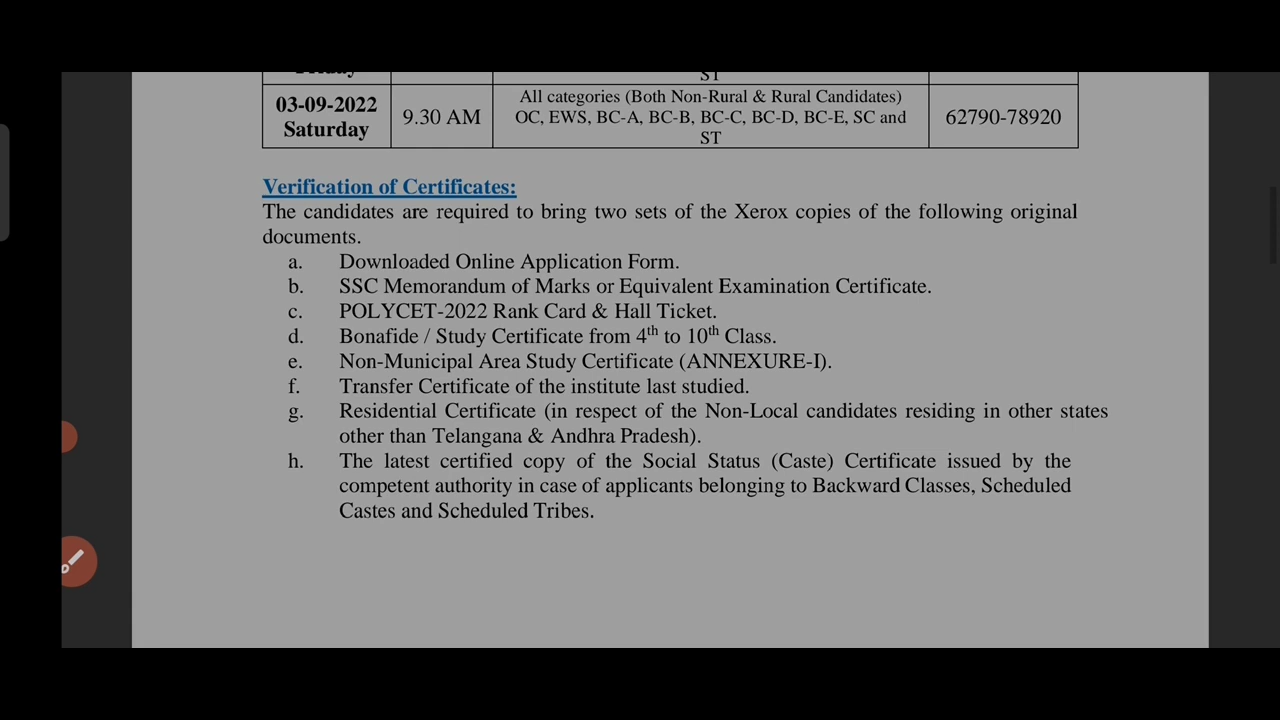 Friday
ST
03-09-2022
Saturday
9.30 AM
All categories (Both Non-Rural & Rural Candidates)
OC, EWS, BC-A, BC-B, BC-C, BC-D, BC-E, SC and
ST
62790-78920
Verification of Certificates:
The candidates are required to bring two sets of the Xerox copies of the following original
documents.
a. Downloaded Online Application Form.
b. SSC Memorandum of Marks or Equivalent Examination Certificate.
c. POLYCET-2022 Rank Card & Hall Ticket.
d. Bonafide / Study Certificate from 4th to 10th Class.
e. Non-Municipal Area Study Certificate (ANNEXURE-I).
f. Transfer Certificate of the institute last studied.
g. Residential Certificate (in respect of the Non-Local candidates residing in other states
other than Telangana & Andhra Pradesh).
h. The latest certified copy of the Social Status (Caste) Certificate issued by the
competent authority in case of applicants belonging to Backward Classes, Scheduled
Castes and Scheduled Tribes.